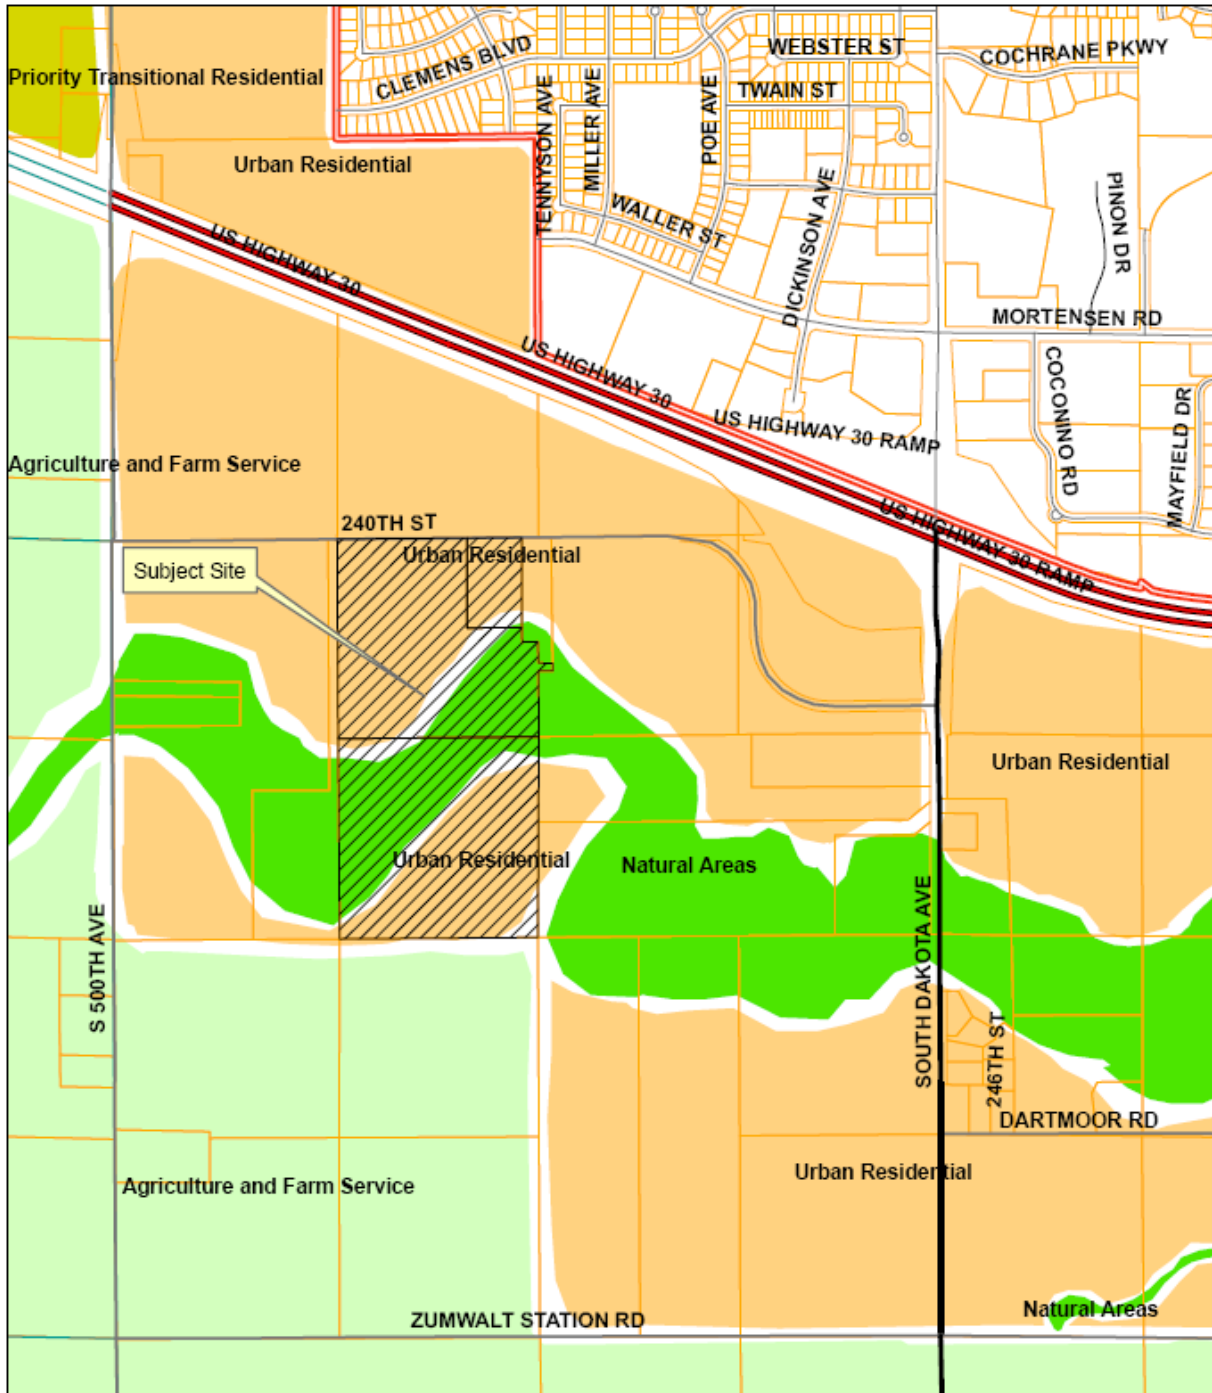 WEBSTER ST
COCHRANE PKWY
CLEMENS BLVD
Priority Transitional Residential
TWAIN ST
TENNYSON AVE
MILLER AVE
POE AVE
Urban Residential
WALLER ST
DICKINSON AVE
PINON DR
US HIGHWAY 30
MORTENSEN RD
US HIGHWAY 30
COCONINO RD
MAYFIELD DR
US HIGHWAY 30 RAMP
Agriculture and Farm Service
US HIGHWAY 30 RAMP
240TH ST
Urban Residential
Subject Site
Urban Residential
Urban Residential
Natural Areas
S 500TH AVE
SOUTH DAKOTA AVE
246TH ST
DARTMOOR RD
Agriculture and Farm Service
Urban Residential
Natural Areas
ZUMWALT STATION RD